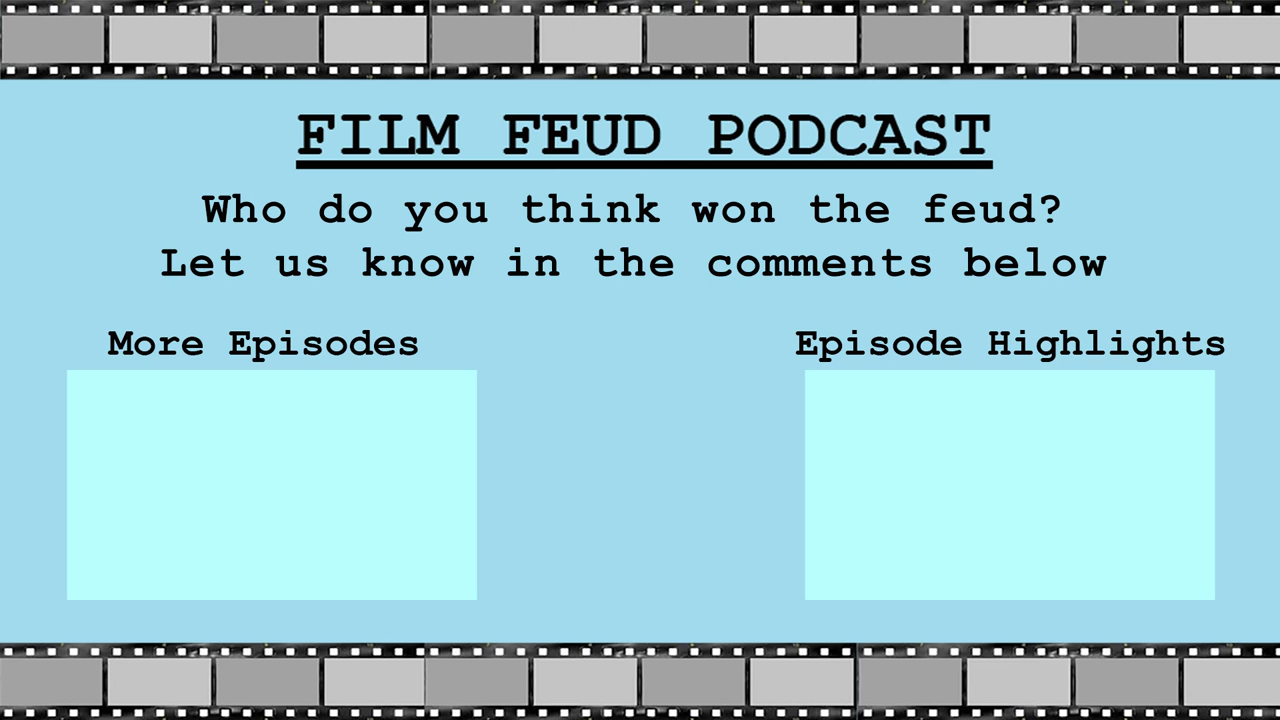 FILM FEUD PODCAST
Who do you think won the feud?
Let us know in the comments below
More Episodes
Episode Highlights